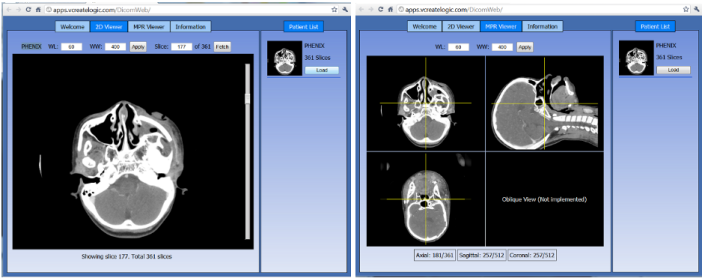 apps.vcreatelogic.com/DicomWeb/
Welcome 2D Viewer MPR Viewer Information
Patient List
PHENIX WL: 60 WW: 400 Apply Slice: 177 of 361 Fetch
PHENIX
361 Slices
Load
Showing slice 177. Total 361 slices
apps.vcreatelogic.com/DicomWeb/
Welcome 2D Viewer MPR Viewer Information
Patient List
WL: 60 WW: 400 Apply
PHENIX
361 Slices
Load
Oblique View (Not implemented)
Axial: 181/361 Sagittal: 257/512 Coronal: 257/512